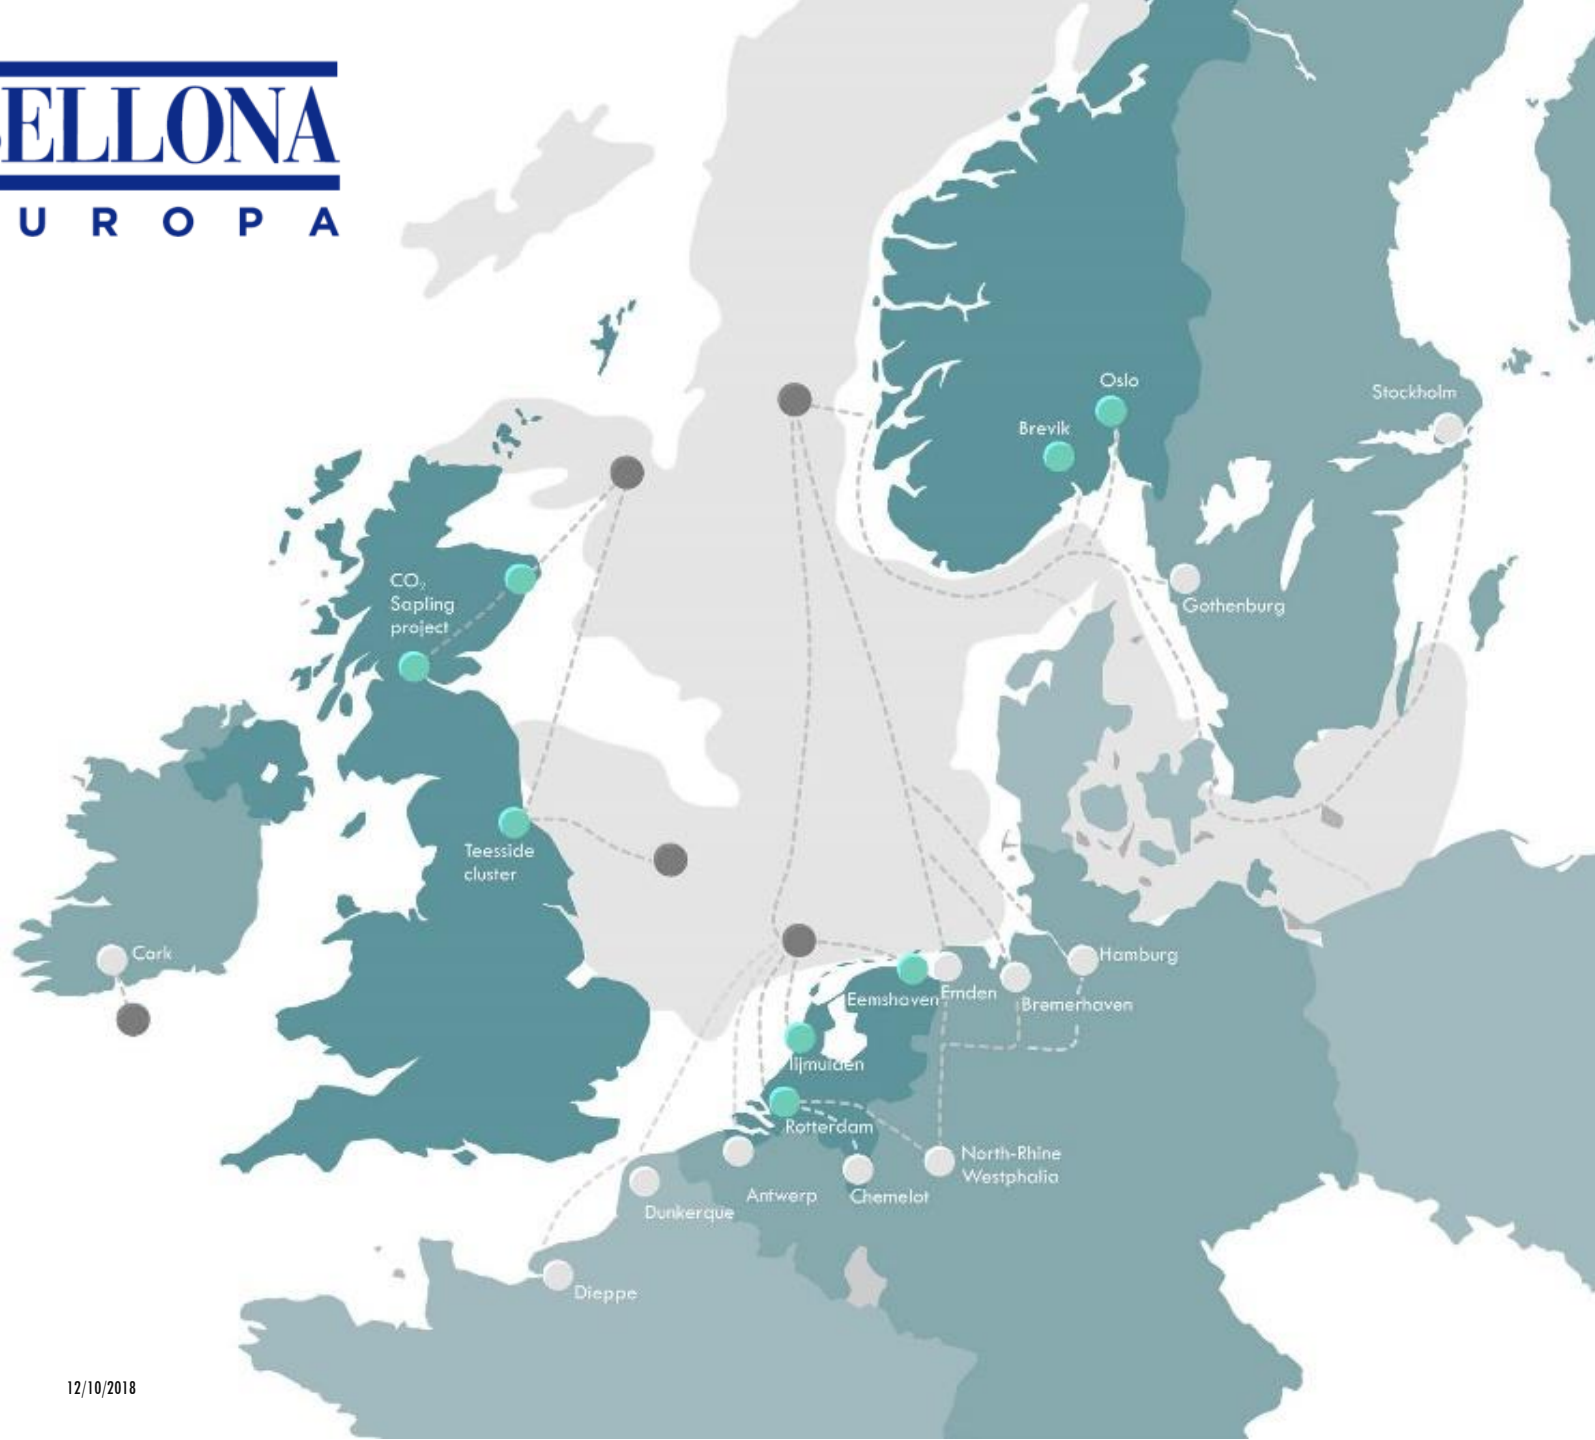 ELLONA
UROPA
Oslo
Stockholm
Brevik
CO₂
Sapling
project
Gothenburg
Teesside
cluster
Cork
Hamburg
Eemshaven
Emden
Bremerhaven
Ijmuiden
Rotterdam
North-Rhine
Westphalia
Antwerp
Chemelot
Dunkerque
Dieppe
12/10/2018